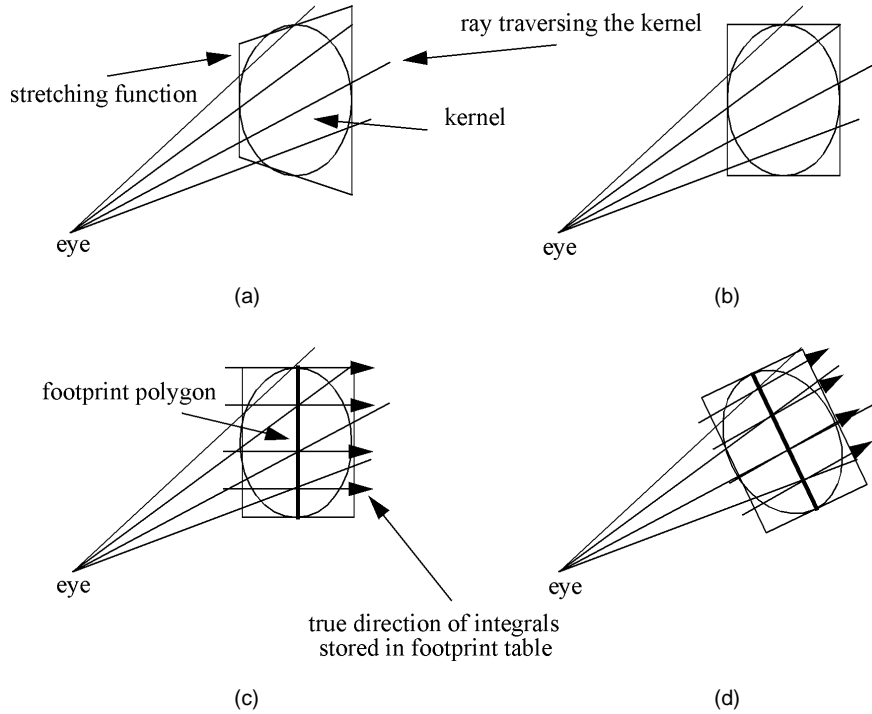 ray traversing the kernel
stretching function
kernel
eye
eye
(a)
(b)
footprint polygon
eye
eye
true direction of integrals
stored in footprint table
(c)
(d)